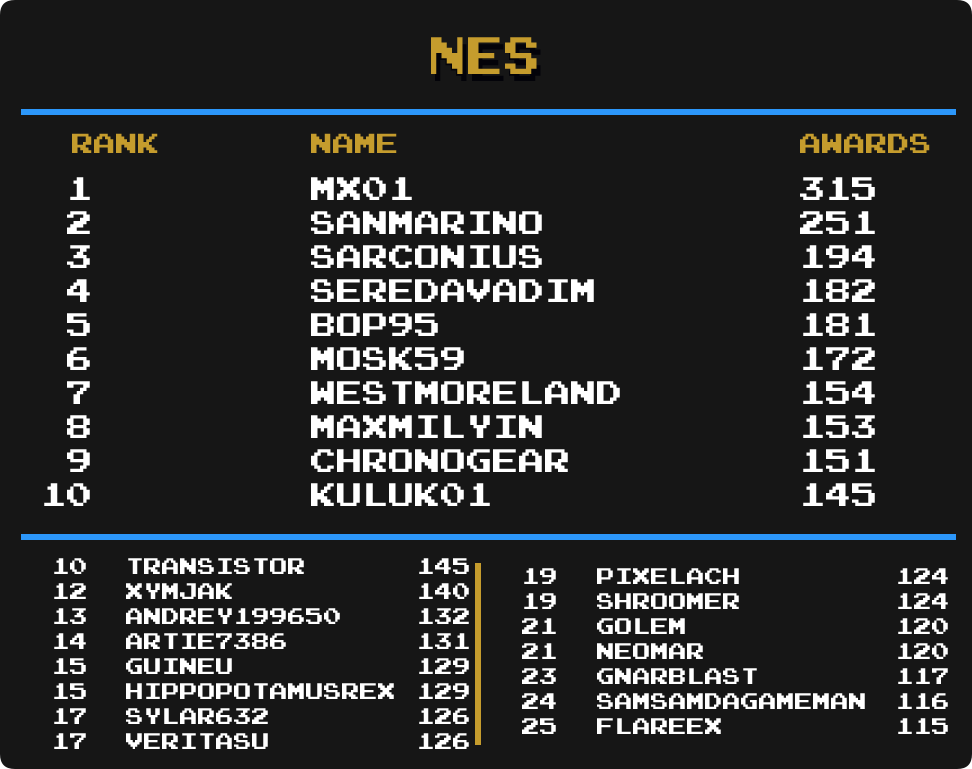 NES
RANK NAME AWARDS
1 MX01 315
2 SANMARINO 251
3 SARCONIUS 194
4 SEREDAVADIM 182
5 BOP95 181
6 MOSK59 172
7 WESTMORELAND 154
8 MAXMILYIN 153
9 CHRONOGEAR 151
10 KULUK01 145
10 TRANSISTOR 145
12 XYMJAK 140
13 ANDREY199650 132
14 ARTIE7386 131
15 GUINEU 129
15 HIPPOPOTAMUSREX 129
17 SYLAR632 126
17 VERITASU 126
19 PIXELACH 124
19 SHROOMER 124
21 GOLEM 120
21 NEOMAR 120
23 GNARBLAST 117
24 SAMSAMDAGAMEMAN 116
25 FLAREEX 115